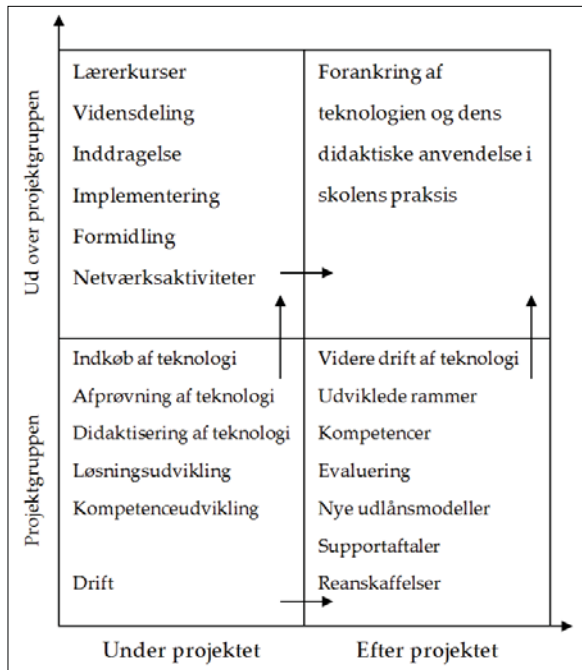 Ud over projektgruppen
Lærerkurser
Vidensdeling
Inddragelse
Implementering
Formidling
Netværksaktiviteter
Forankring af
teknologien og dens
didaktiske anvendelse i
skolens praksis
Projektgruppen
Indkøb af teknologi
Afprøvning af teknologi
Didaktisering af teknologi
Løsningsudvikling
Kompetenceudvikling
Drift
Videre drift af teknologi
Udviklede rammer
Kompetencer
Evaluering
Nye udlånsmodeller
Supportaftaler
Reanskaffelser
Under projektet
Efter projektet